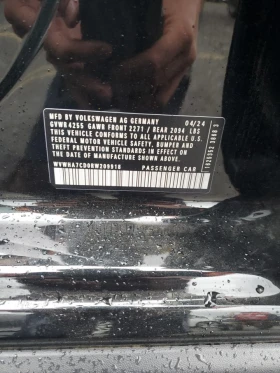 MFD BY VOLKSWAGEN AG GERMANY 04/24
GVWR 4255 GAWR FRONT 2271 / REAR 2094 LBS
THIS VEHICLE CONFORMS TO ALL APPLICABLE U.S.
FEDERAL MOTOR VEHICLE SAFETY, BUMPER AND
THEFT PREVENTION STANDARDS IN EFFECT ON THE
DATE OF MANUFACTURE SHOWN ABOVE.
PASSENGER CAR